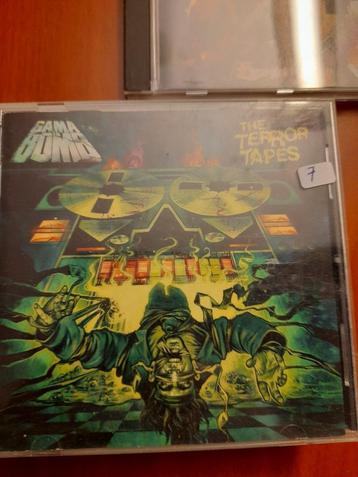 GAMA
BOMB
THE
TERROR
TAPES
7